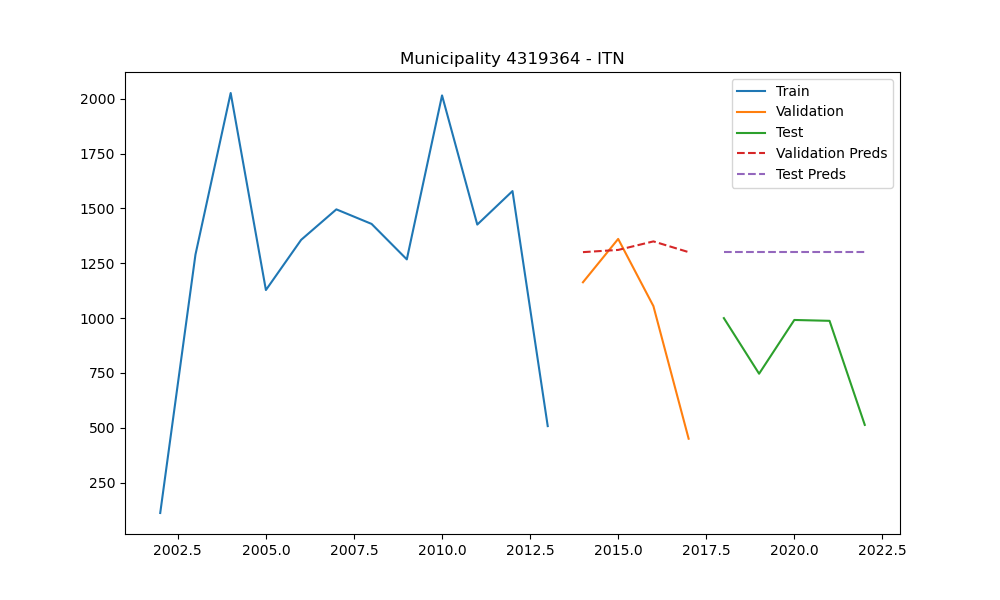 Municipality 4319364 - ITN
Train
Validation
Test
Validation Preds
Test Preds
2000
1750
1500
1250
1000
750
500
250
2002.5 2005.0 2007.5 2010.0 2012.5 2015.0 2017.5 2020.0 2022.5